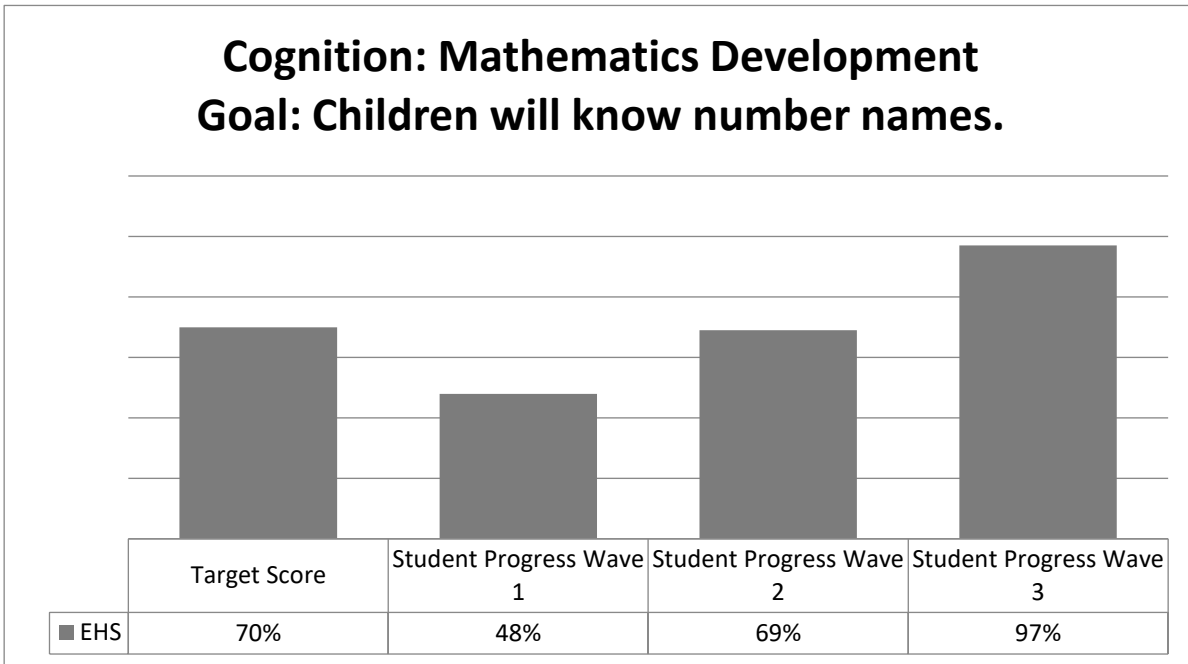 Cognition: Mathematics Development
Goal: Children will know number names.
Target Score
Student Progress Wave
1
Student Progress Wave
2
Student Progress Wave
3
EHS 70% 48% 69% 97%